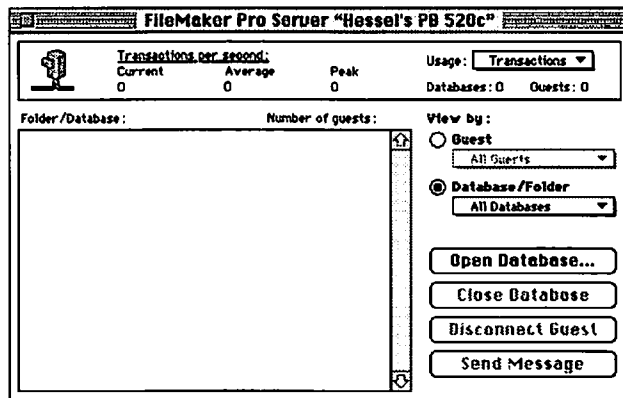 FileMaker Pro Server “Hessel's PB 520c”
Transactions per second:
Current Average Peak
0 0 0
Usage: Transactions
Databases: 0 Guests: 0
Folder/Database: Number of guests:
View by:
Guest
All Guests
Database/Folder
All Databases
Open Database...
Close Database
Disconnect Guest
Send Message